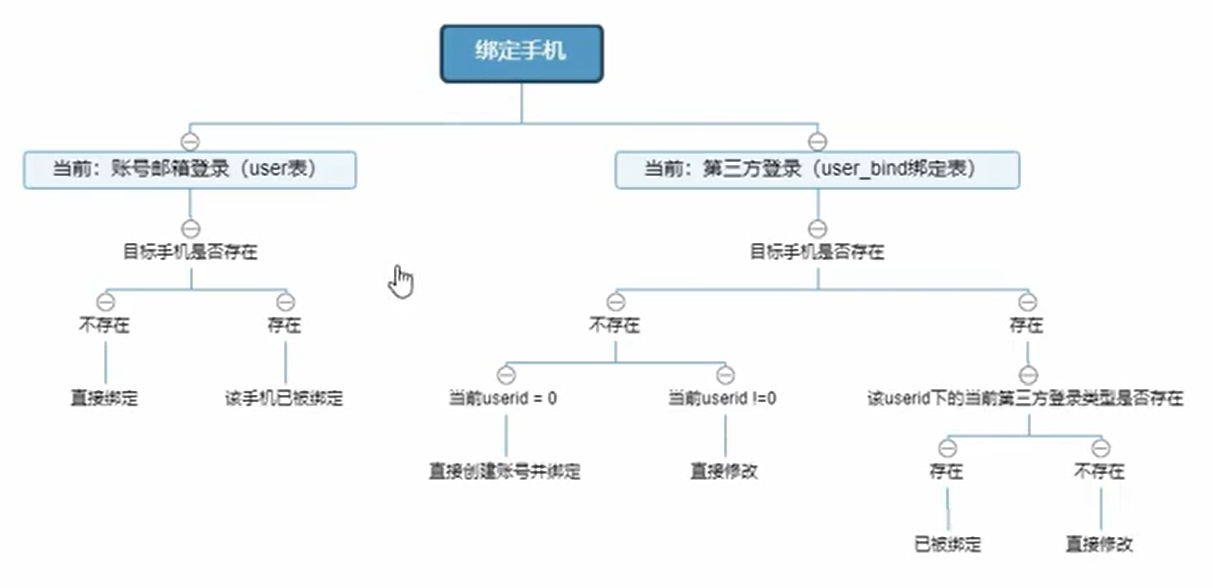 绑定手机
当前：账号邮箱登录（user表）
当前：第三方登录（user_bind绑定表）
目标手机是否存在
目标手机是否存在
不存在
存在
不存在
存在
直接绑定
该手机已被绑定
当前userid = 0
当前userid !=0
该userid下的当前第三方登录类型是否存在
直接创建账号并绑定
直接修改
存在
不存在
已被绑定
直接修改